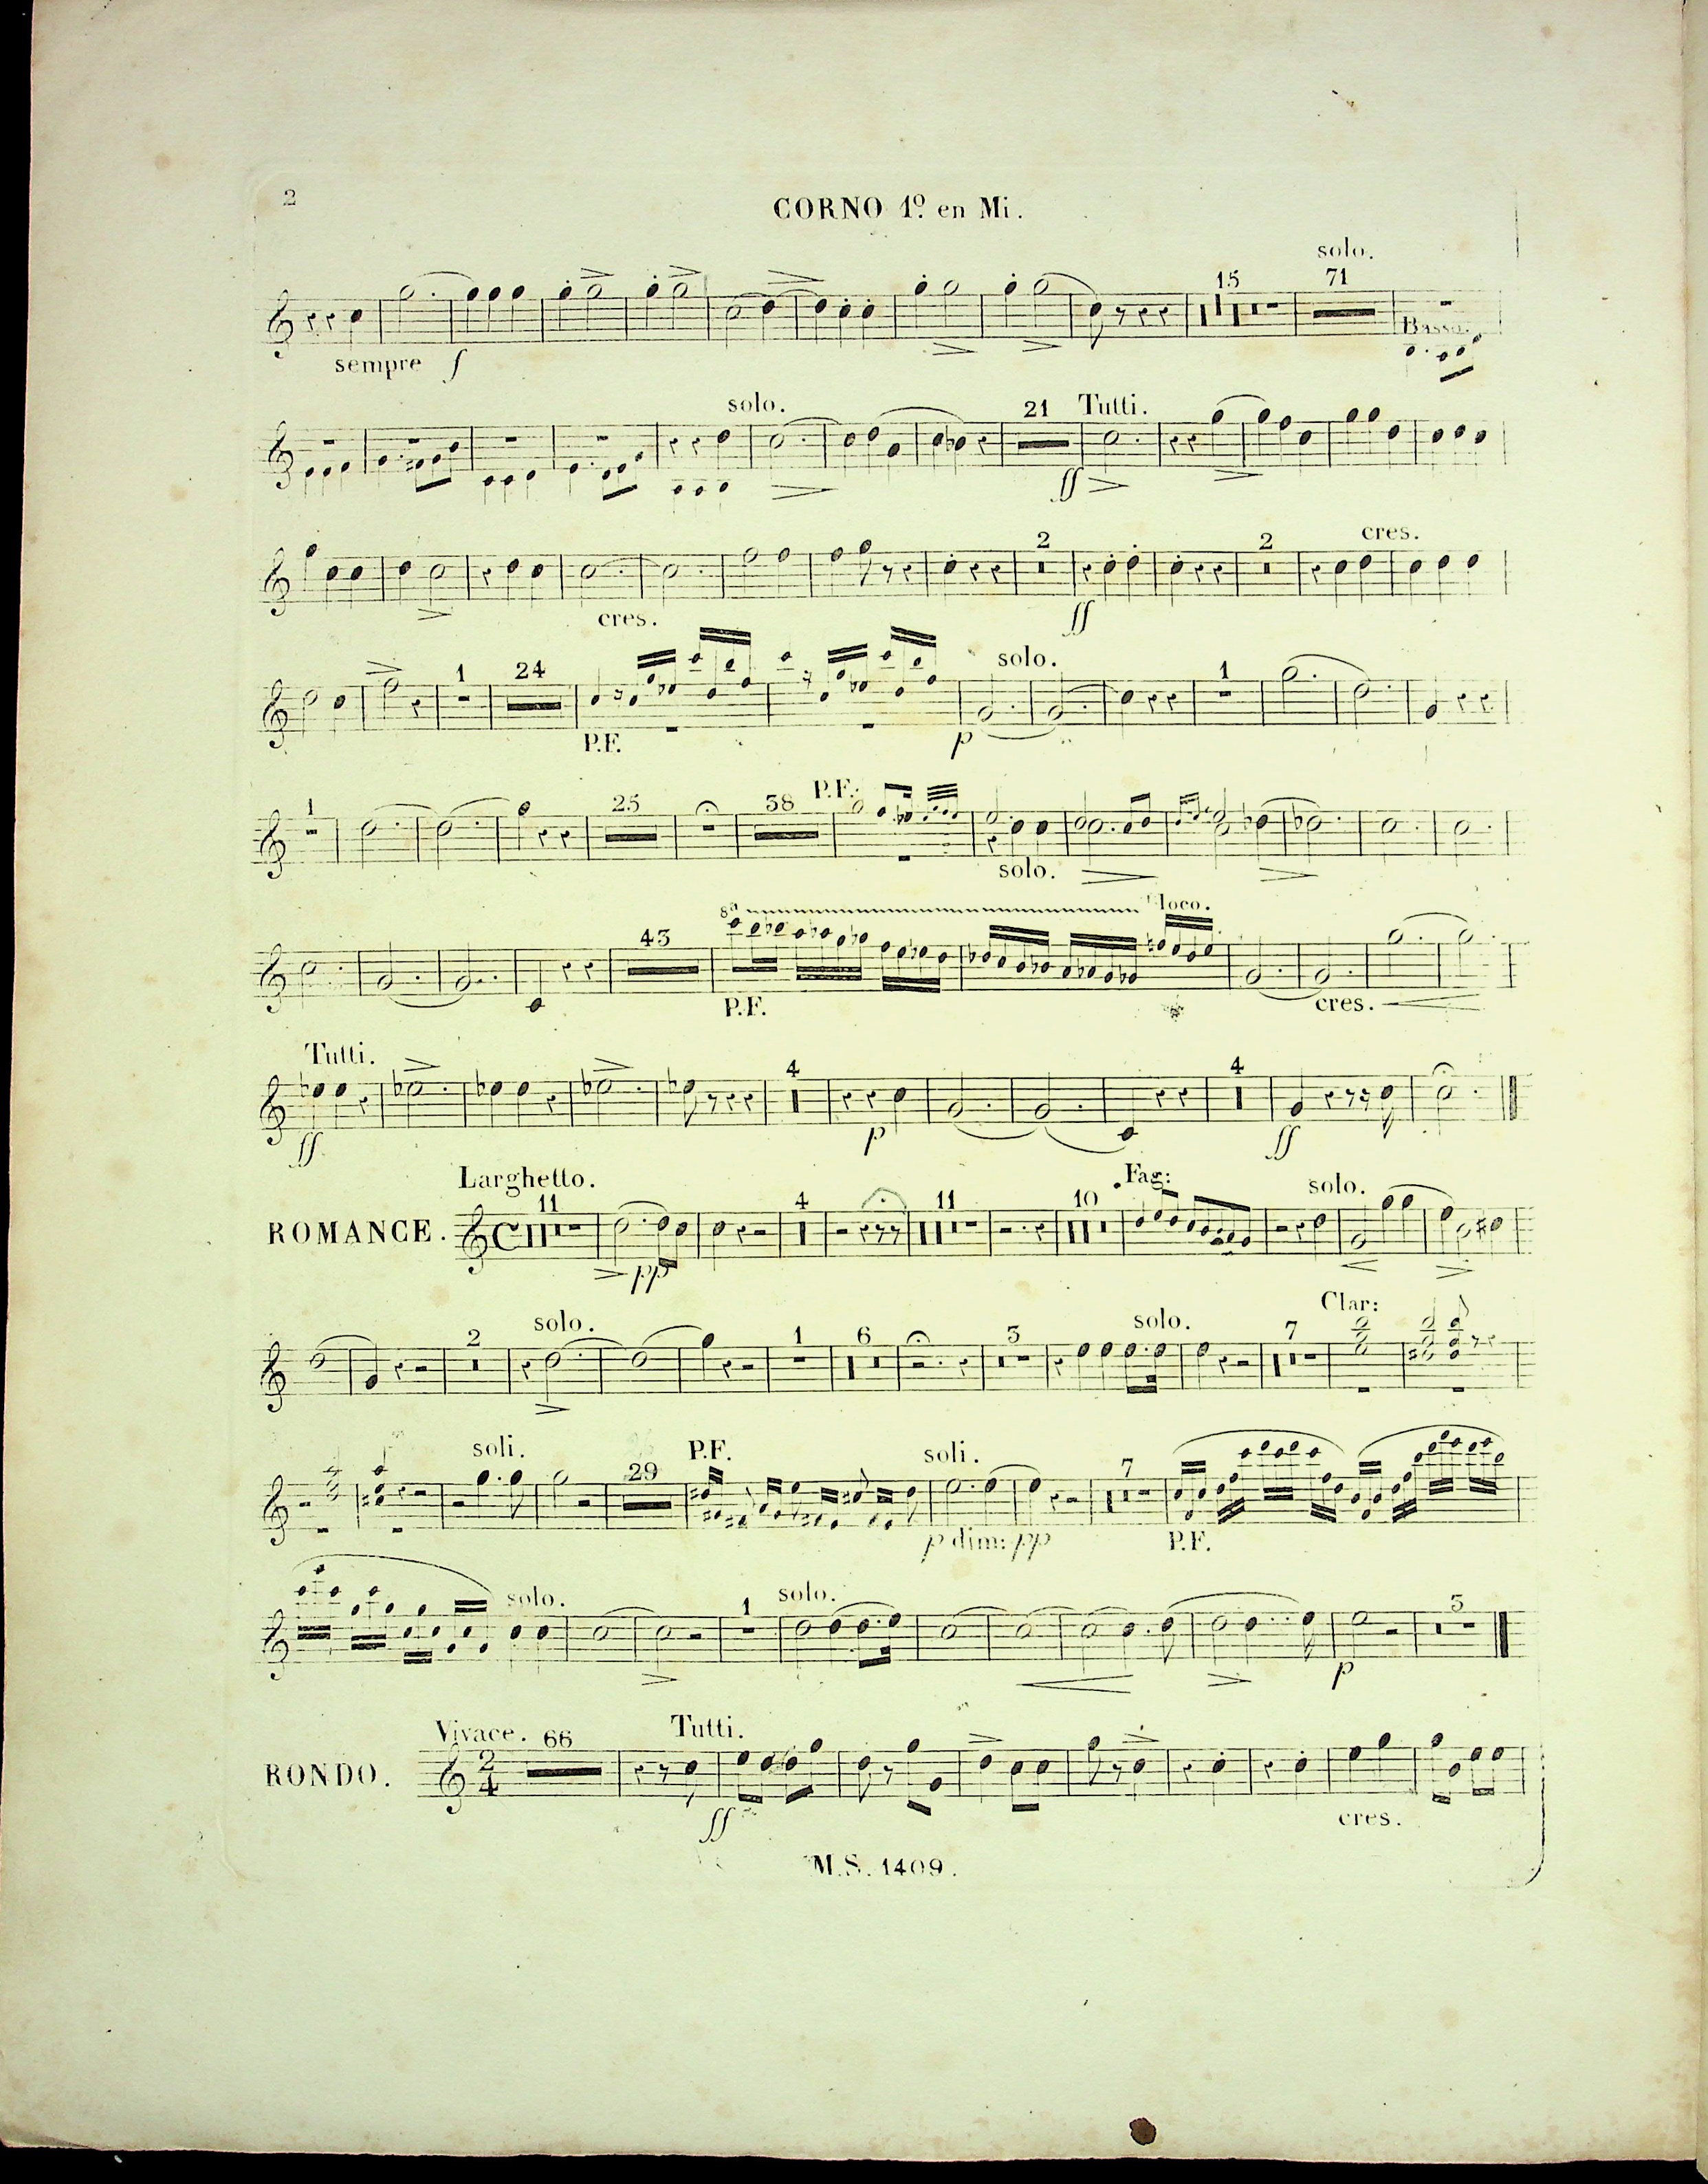 2
CORNO 1º en Mi.
solo.
15 71
Basso.
sempre f
solo. 21 Tutti.
ff
2 2 cres.
cres. ff
1 24 solo. 1
P.F. p
1 25 38 P.F.
solo.
43 8ª loco.
P.F. cres.
Tutti. 4 4
ff p ff
Larghetto.
ROMANCE. C 11 4 11 10 Fag: solo.
pp
2 solo. 1 6 3 solo. 7 Clar:
soli. 29 P.F. soli. 7
p dim: pp P.F.
solo. 1 solo. 3
p
Vivace. 66 Tutti.
RONDO. 2/4
ff cres.
M.S. 1409.